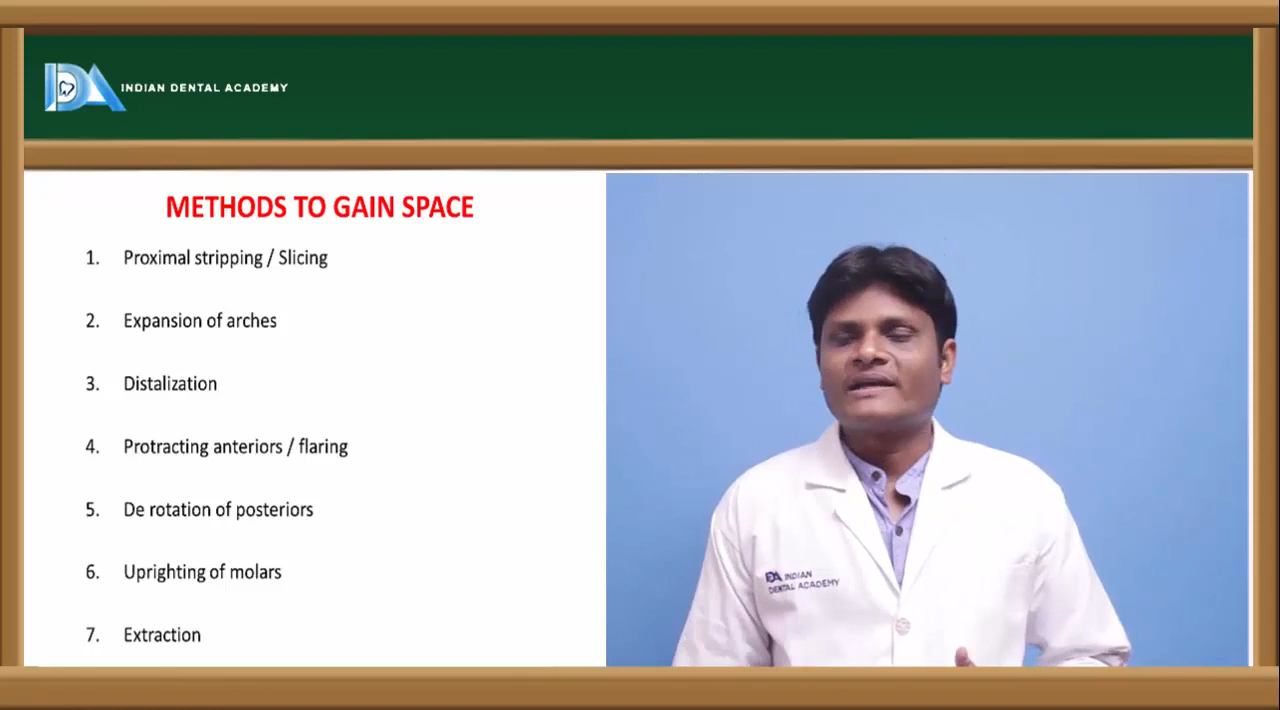 IDA INDIAN DENTAL ACADEMY
METHODS TO GAIN SPACE
1. Proximal stripping / Slicing
2. Expansion of arches
3. Distalization
4. Protracting anteriors / flaring
5. De rotation of posteriors
6. Uprighting of molars
7. Extraction
IDA INDIAN
DENTAL ACADEMY